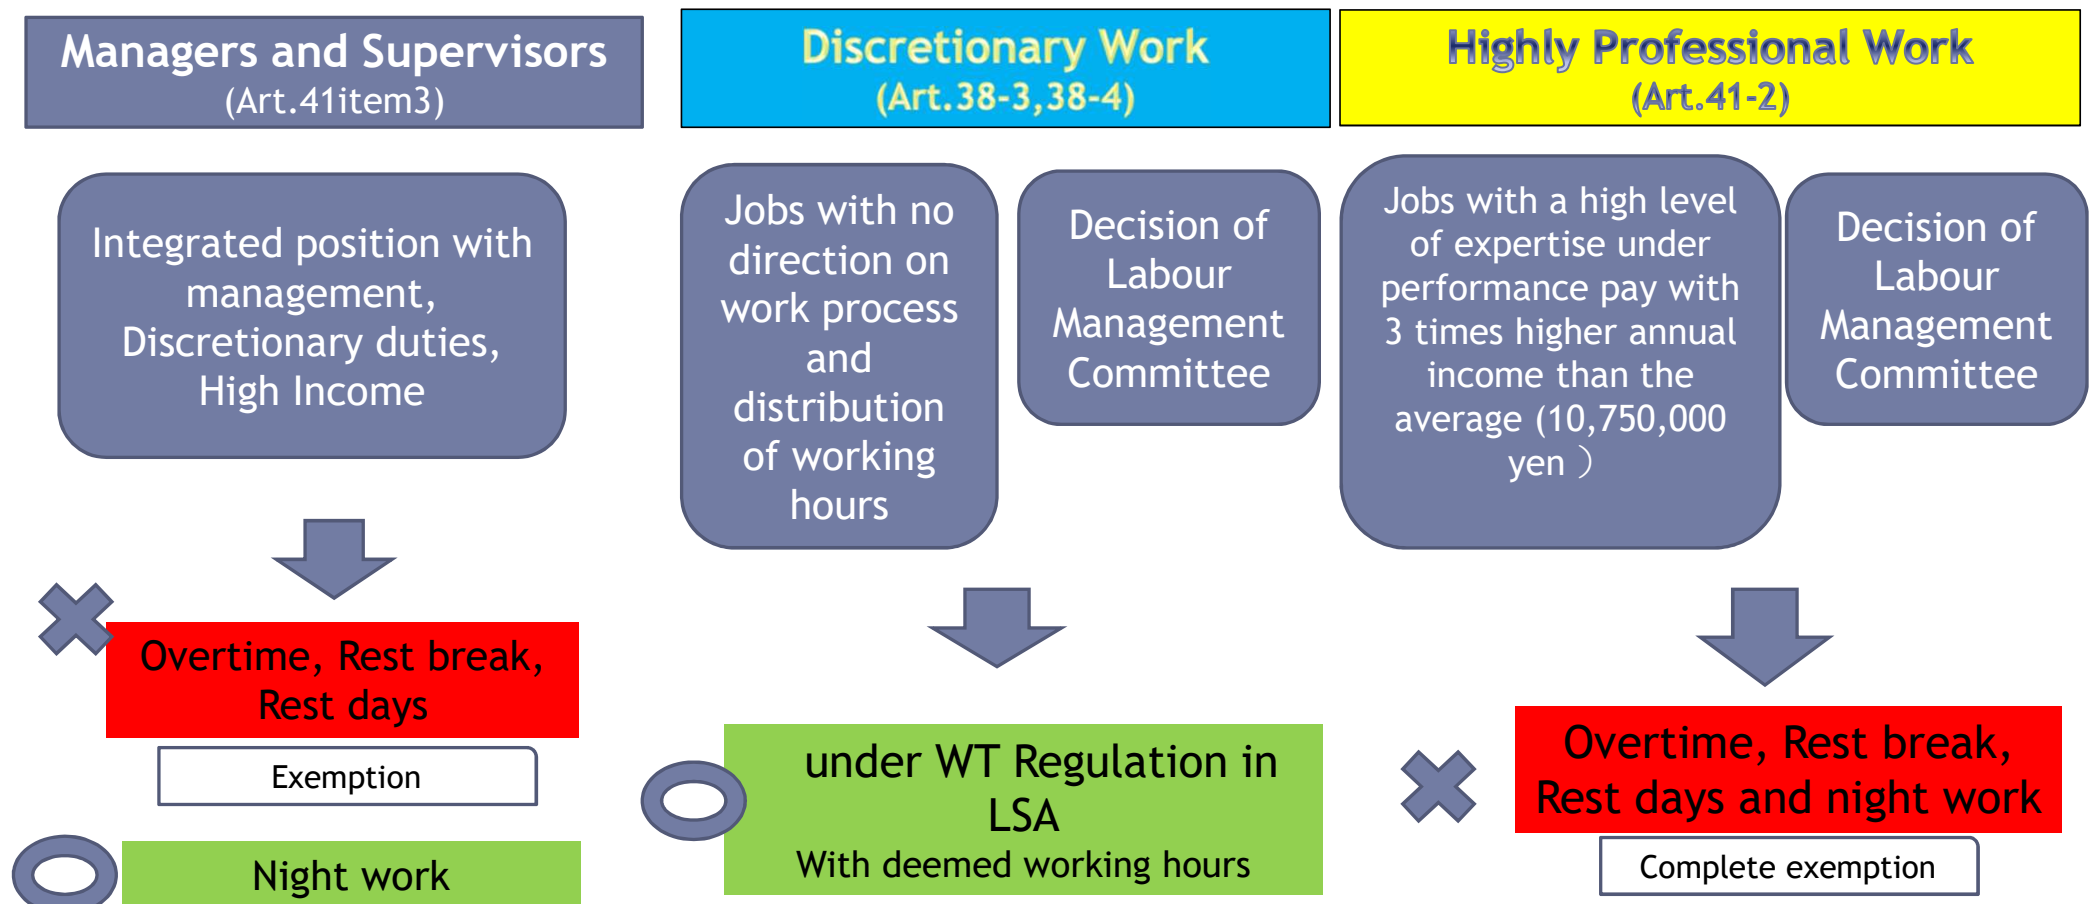 Managers and Supervisors
(Art.41item3)
Integrated position with
management,
Discretionary duties,
High Income
Overtime, Rest break,
Rest days
Exemption
Night work
Discretionary Work
(Art.38-3,38-4)
Jobs with no
direction on
work process
and
distribution
of working
hours
Decision of
Labour
Management
Committee
under WT Regulation in
LSA
With deemed working hours
Highly Professional Work
(Art.41-2)
Jobs with a high level
of expertise under
performance pay with
3 times higher annual
income than the
average (10,750,000
yen ）
Decision of
Labour
Management
Committee
Overtime, Rest break,
Rest days and night work
Complete exemption